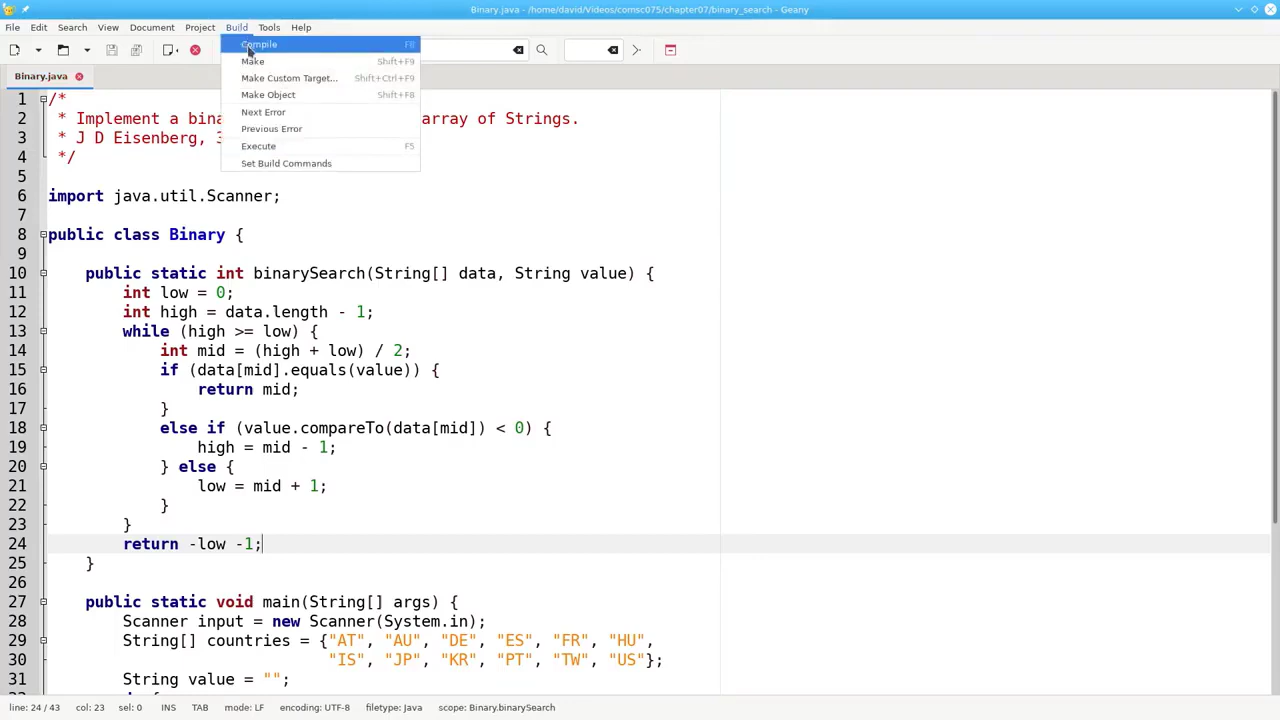 Binary.java - /home/david/Videos/comsc075/chapter07/binary_search - Geany
File Edit Search View Document Project Build Tools Help
Compile F8
Make Shift+F9
Make Custom Target... Shift+Ctrl+F9
Make Object Shift+F8
Next Error
Previous Error
Execute F5
Set Build Commands
Binary.java
1 /*
2 * Implement a bina array of Strings.
3 * J D Eisenberg, 3
4 */
5
6 import java.util.Scanner;
7
8 public class Binary {
9
10 public static int binarySearch(String[] data, String value) {
11 int low = 0;
12 int high = data.length - 1;
13 while (high >= low) {
14 int mid = (high + low) / 2;
15 if (data[mid].equals(value)) {
16 return mid;
17 }
18 else if (value.compareTo(data[mid]) < 0) {
19 high = mid - 1;
20 } else {
21 low = mid + 1;
22 }
23 }
24 return -low -1;
25 }
26
27 public static void main(String[] args) {
28 Scanner input = new Scanner(System.in);
29 String[] countries = {"AT", "AU", "DE", "ES", "FR", "HU",
30 "IS", "JP", "KR", "PT", "TW", "US"};
31 String value = "";
line: 24 / 43 col: 23 sel: 0 INS TAB mode: LF encoding: UTF-8 filetype: Java scope: Binary.binarySearch